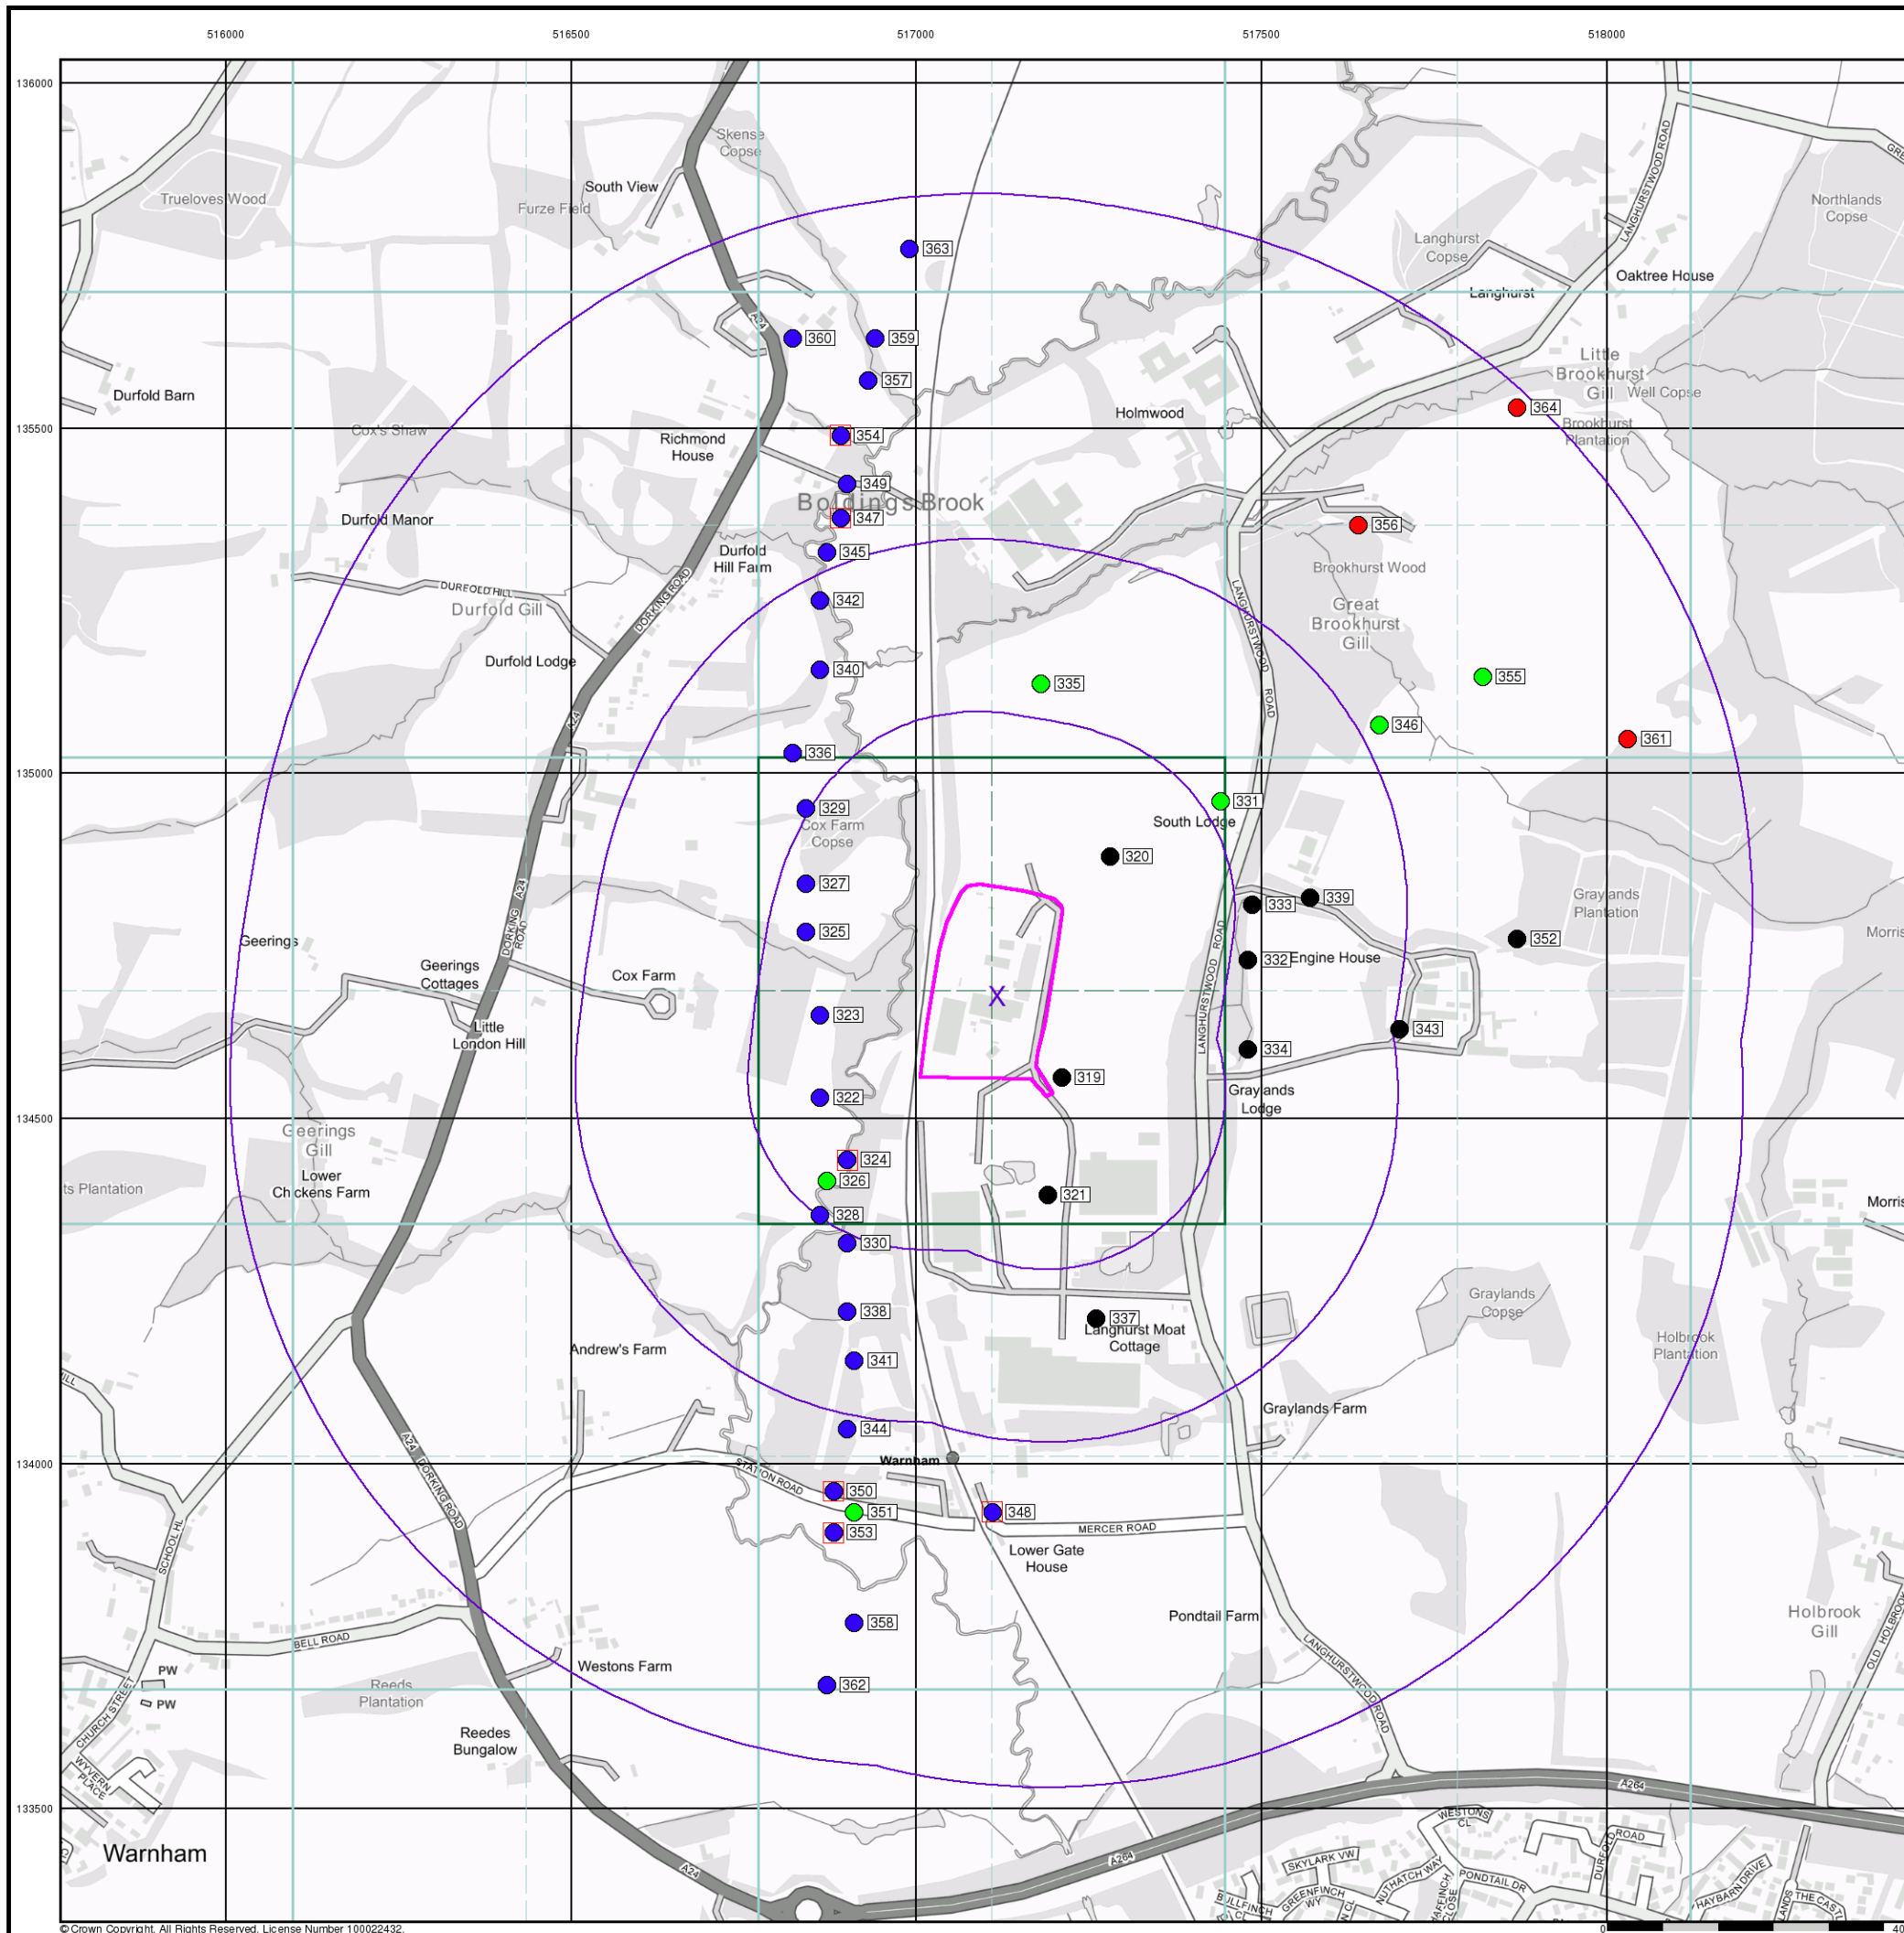 516000 516500 517000 517500 518000
136000
135500
135000
134500
134000
133500
Skense
Copse
Trueloves Wood
South View
Furze Field
LANGHURSTWOOD ROAD
Northlands
Copse
363
Langhurst
Copse
Oaktree House
Langhurst
A24
360
359
357
Durfold Barn
Little
Brookhurst
Gill
Well Copse
Holmwood
364
Brookhurst
Plantation
Cox's Shaw
Richmond
House
354
349
Boldings Brook
347
Durfold Manor
356
Durfold
Hill Farm
345
Brookhurst Wood
DURFOLD HILL
Durfold Gill
DORKING ROAD
342
Great
Brookhurst
Gill
LANGHURSTWOOD ROAD
Durfold Lodge
340
335
355
A24
346
361
336
329
331
South Lodge
Cox Farm
Copse
320
327
339
333
Graylands
Plantation
DORKING ROAD
A24
325
352
Geerings
332
Engine House
Morris
Geerings
Cottages
Cox Farm
X
LANGHURSTWOOD ROAD
323
343
Little
London Hill
334
319
322
Graylands
Lodge
Geerings
Gill
324
326
Lower
Chickens Farm
ts Plantation
321
Morris
328
330
Graylands
Copse
338
337
Langhurst Moat
Cottage
Holbrook
Plantation
Andrew's Farm
341
ILL
Graylands Farm
344
A24
DORKING ROAD
Warnham
STATION ROAD
350
351
348
353
MERCER ROAD
SCHOOL HL
Lower Gate
House
358
Pondtail Farm
Holbrook
Gill
BELL ROAD
LANGHURSTWOOD ROAD
OLD HOLBROOK
Westons Farm
PW
PW
362
Reeds
Plantation
CHURCH STREET
Reedes
Bungalow
WYVERN
PLACE
A264
WESTONS
CL
Warnham
A24
A264
SKYLARK VW
DURFOLD ROAD
NUTHATCH WAY
PONDTAIL DR
GREENFINCH
WY
BULLFINCH
CL
HAYBARN DRIVE
THE CASTL
LANDS
© Crown Copyright. All Rights Reserved. License Number 100022432.
0 40